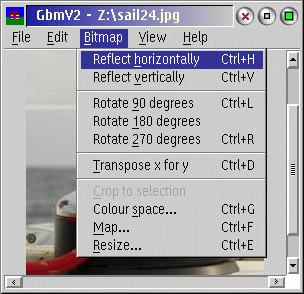 GbmV2 - Z:\sail24.jpg
File Edit Bitmap View Help
Reflect horizontally Ctrl+H
Reflect vertically Ctrl+V
Rotate 90 degrees Ctrl+L
Rotate 180 degrees
Rotate 270 degrees Ctrl+R
Transpose x for y Ctrl+D
Crop to selection
Colour space... Ctrl+G
Map... Ctrl+F
Resize... Ctrl+E